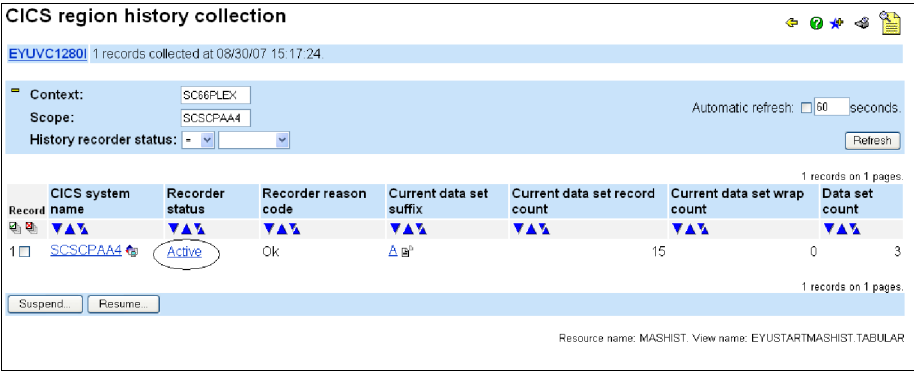 CICS region history collection
EYUVC1280I 1 records collected at 08/30/07 15:17:24.
Context: SC66PLEX
Automatic refresh: 60 seconds.
Scope: SCSCPAA4
History recorder status: =
Refresh
1 records on 1 pages.
Record CICS system name Recorder status Recorder reason code Current data set suffix Current data set record count Current data set wrap count Data set count
1 SCSCPAA4 Active Ok A 15 0 3
1 records on 1 pages.
Suspend... Resume...
Resource name: MASHIST. View name: EYUSTARTMASHIST.TABULAR